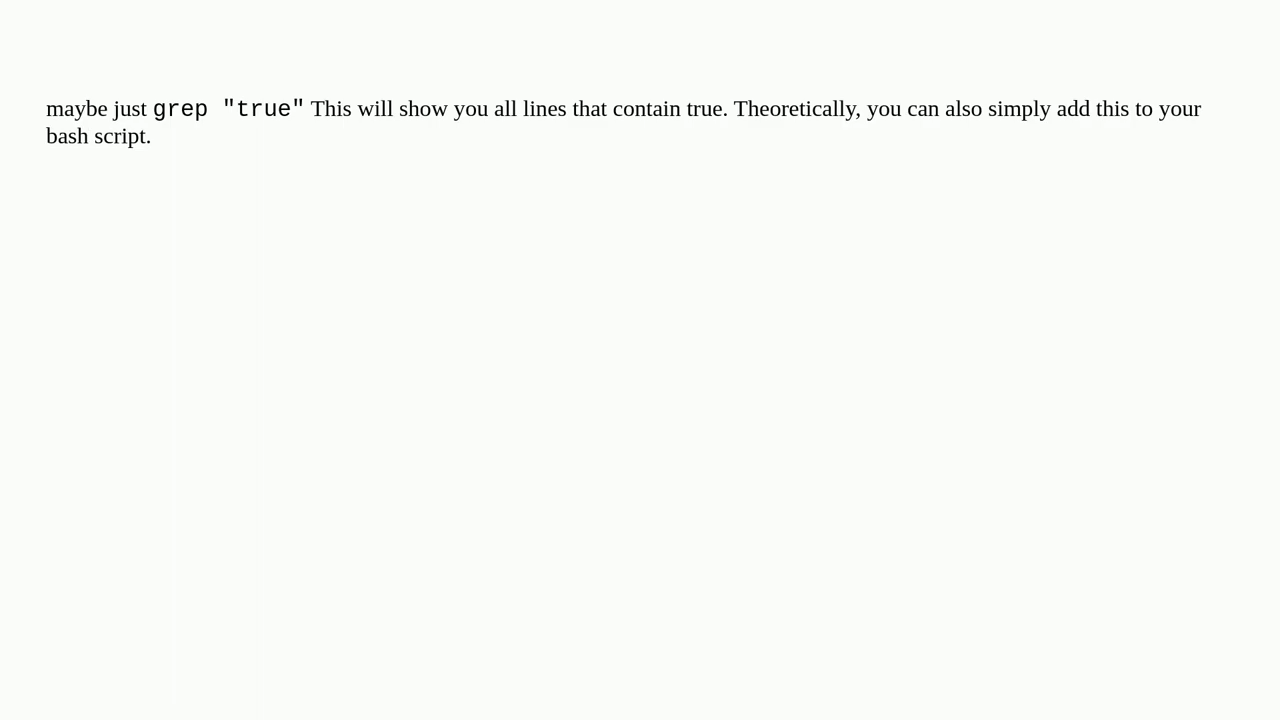 maybe just grep "true" This will show you all lines that contain true. Theoretically, you can also simply add this to your
bash script.